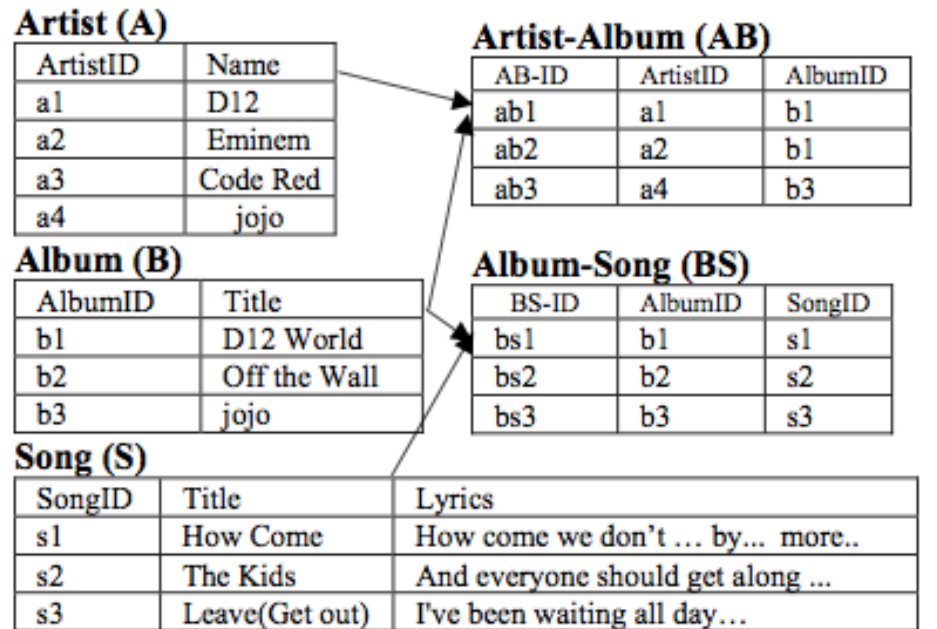 Artist (A)
ArtistID Name
a1 D12
a2 Eminem
a3 Code Red
a4 jojo
Artist-Album (AB)
AB-ID ArtistID AlbumID
ab1 a1 b1
ab2 a2 b1
ab3 a4 b3
Album (B)
AlbumID Title
b1 D12 World
b2 Off the Wall
b3 jojo
Album-Song (BS)
BS-ID AlbumID SongID
bs1 b1 s1
bs2 b2 s2
bs3 b3 s3
Song (S)
SongID Title Lyrics
s1 How Come How come we don’t … by... more..
s2 The Kids And everyone should get along ...
s3 Leave(Get out) I've been waiting all day…